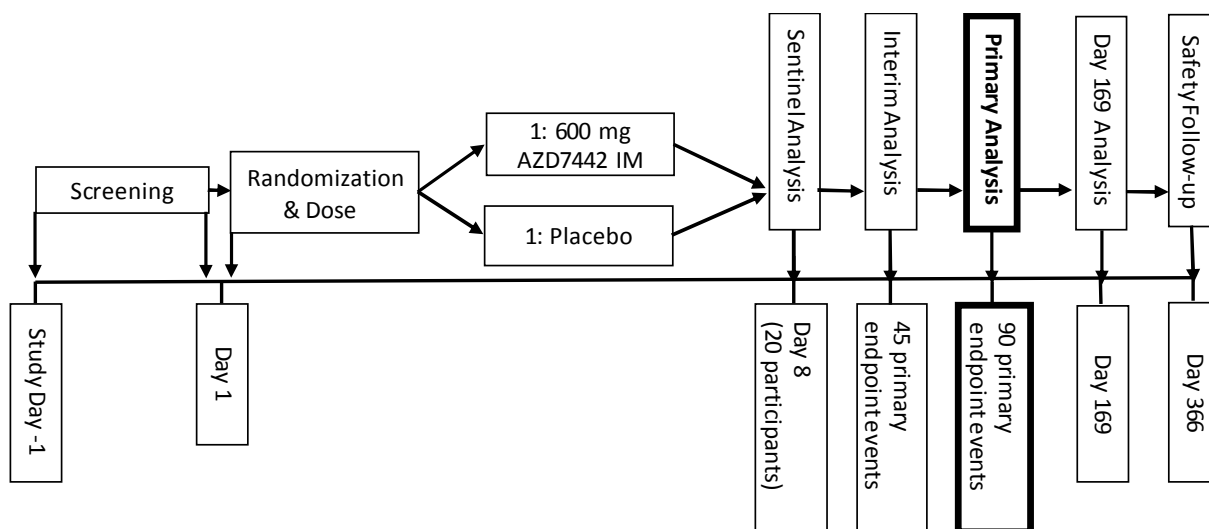 Screening
Randomization
& Dose
1: 600 mg
AZD7442 IM
1: Placebo
Sentinel Analysis
Interim Analysis
Primary Analysis
Day 169 Analysis
Safety Follow-up
Study Day -1
Day 1
Day 8
(20 participants)
45 primary
endpoint events
90 primary
endpoint events
Day 169
Day 366